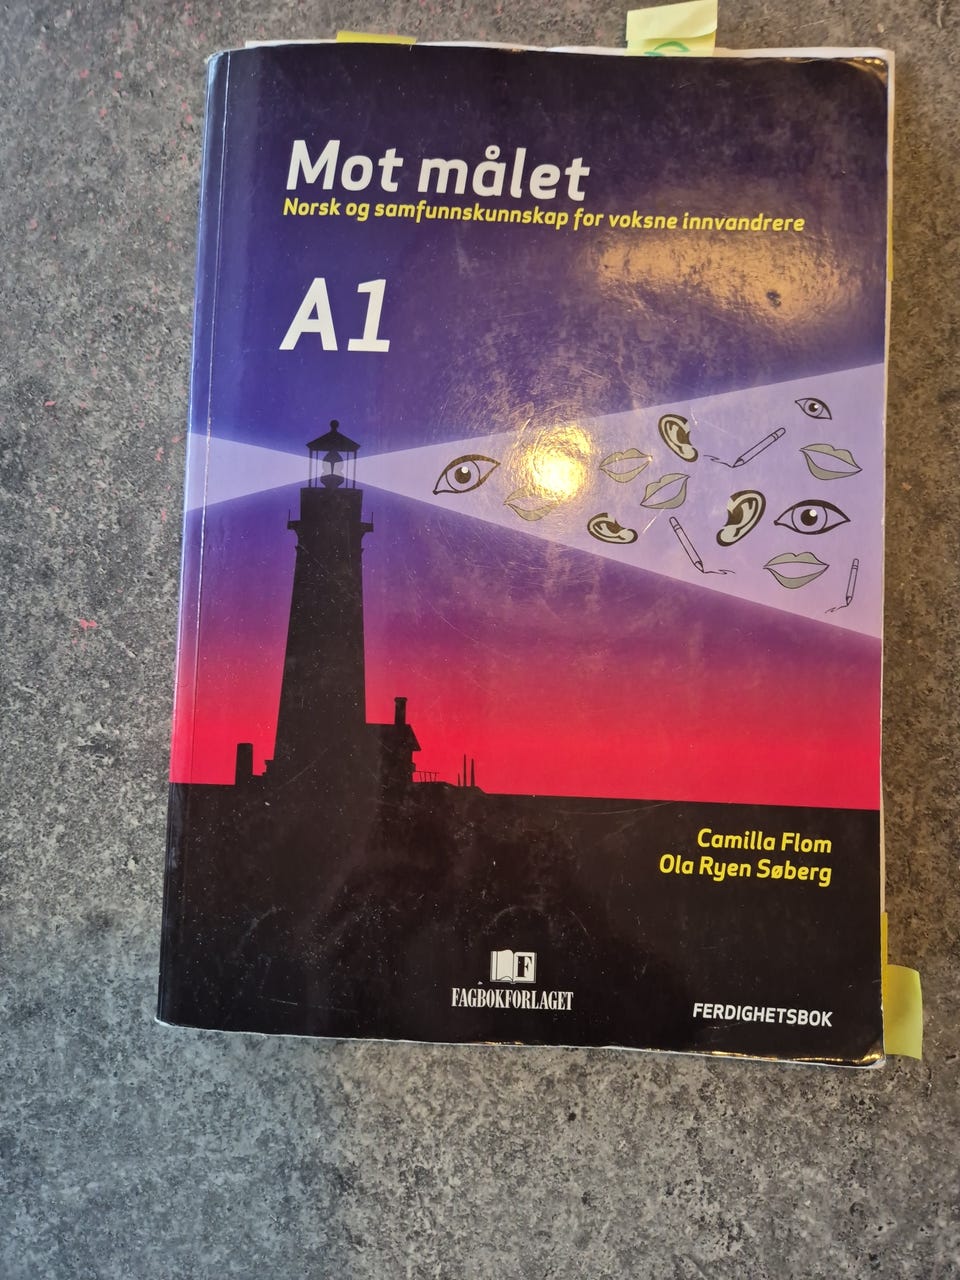 Mot målet
Norsk og samfunnskunnskap for voksne innvandrere
A1
Camilla Flom
Ola Ryen Søberg
F
FAGBOKFORLAGET
FERDIGHETSBOK